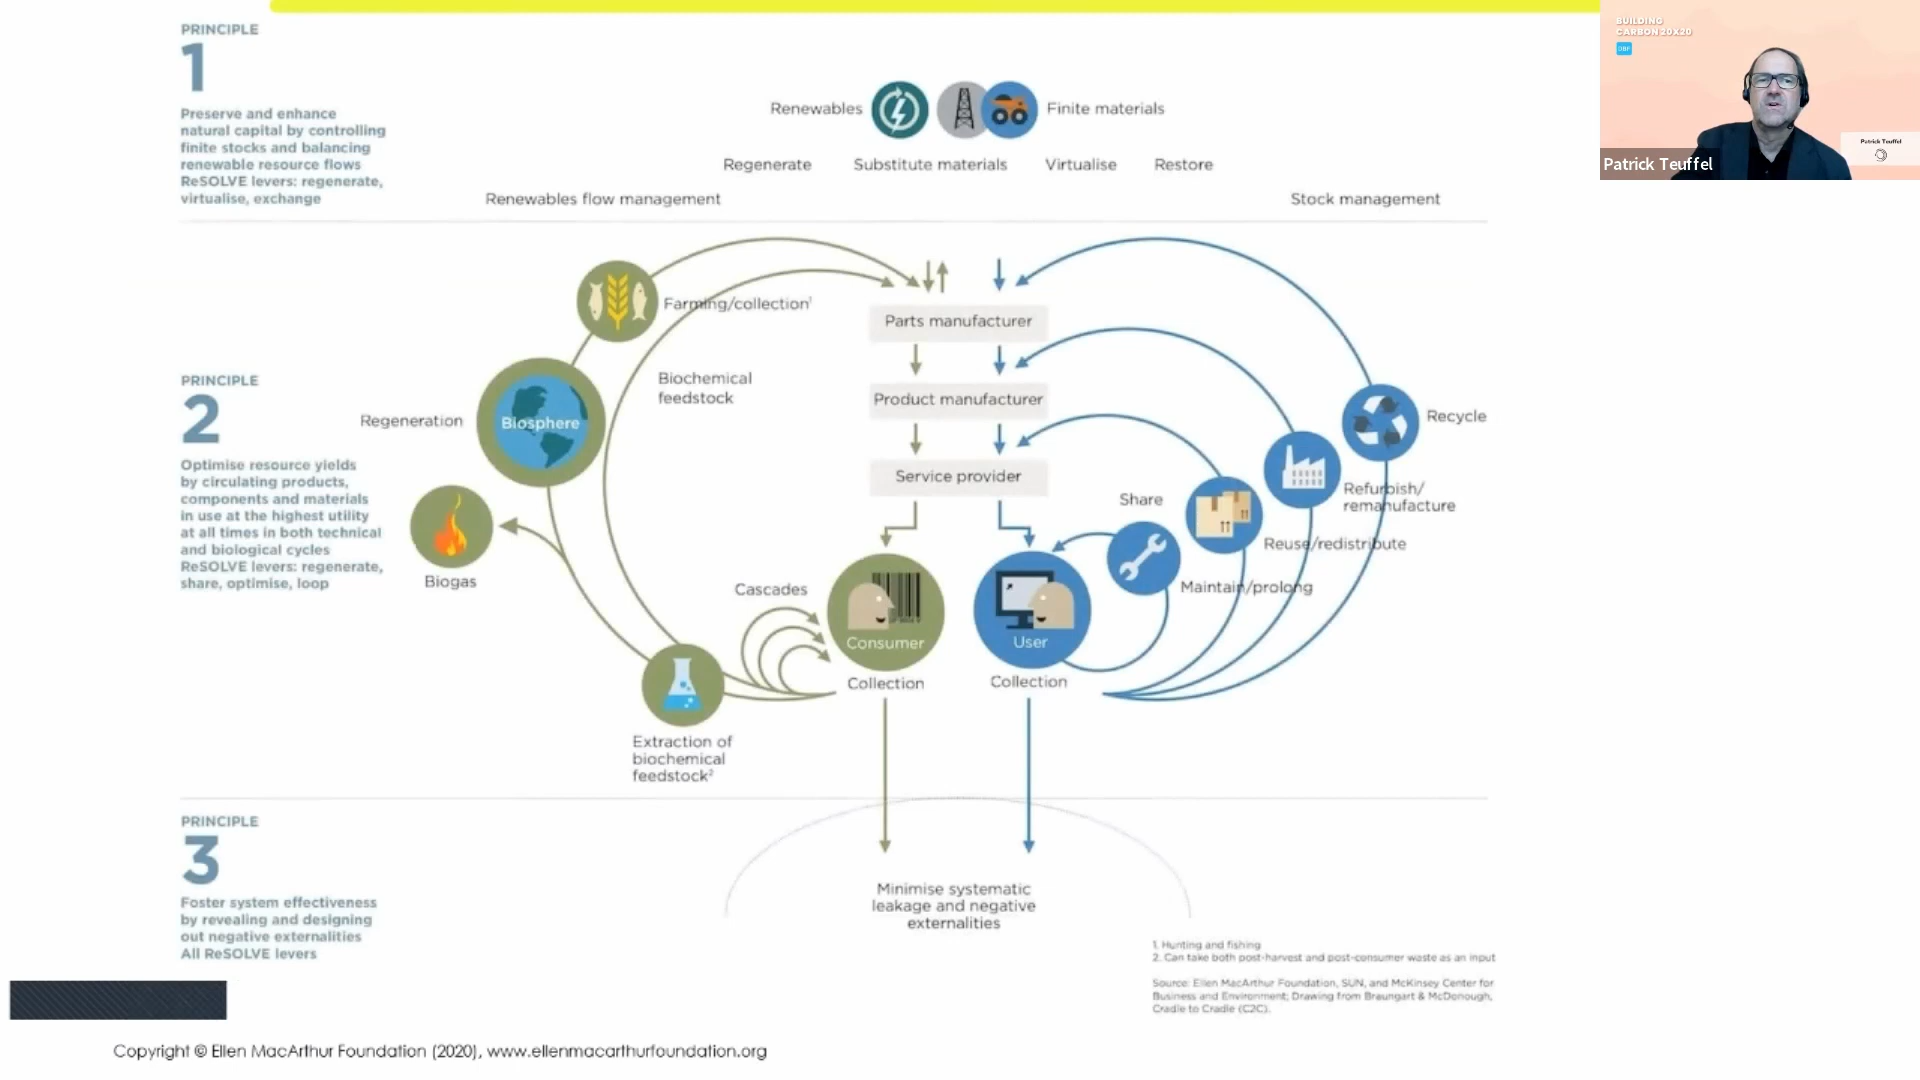 PRINCIPLE
1
Preserve and enhance
natural capital by controlling
finite stocks and balancing
renewable resource flows
ReSOLVE levers: regenerate,
virtualise, exchange
Renewables
Finite materials
Regenerate
Substitute materials
Virtualise
Restore
Renewables flow management
Stock management
PRINCIPLE
2
Optimise resource yields
by circulating products,
components and materials
in use at the highest utility
at all times in both technical
and biological cycles
ReSOLVE levers: regenerate,
share, optimise, loop
Farming/collection¹
Biochemical
feedstock
Regeneration
Biosphere
Biogas
Cascades
Extraction of
biochemical
feedstock²
Parts manufacturer
Product manufacturer
Service provider
Consumer
Collection
User
Collection
Share
Maintain/prolong
Reuse/redistribute
Refurbish/
remanufacture
Recycle
PRINCIPLE
3
Foster system effectiveness
by revealing and designing
out negative externalities
All ReSOLVE levers
Minimise systematic
leakage and negative
externalities
1. Hunting and fishing
2. Can take both post-harvest and post-consumer waste as an input
Source: Ellen MacArthur Foundation, SUN, and McKinsey Center for
Business and Environment; Drawing from Braungart & McDonough,
Cradle to Cradle (C2C).
Copyright © Ellen MacArthur Foundation (2020), www.ellenmacarthurfoundation.org
BUILDING
CARBON 20X20
DBF
Patrick Teuffel
Patrick Teuffel